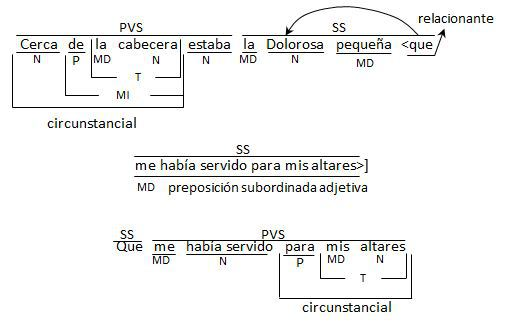 relacionante
PVS SS
Cerca de la cabecera estaba la Dolorosa pequeña <que
N P MD N N MD N MD
T
MI
circunstancial
SS
me había servido para mis altares>]
MD preposición subordinada adjetiva
SS PVS
Que me había servido para mis altares
MD N P MD N
T
circunstancial